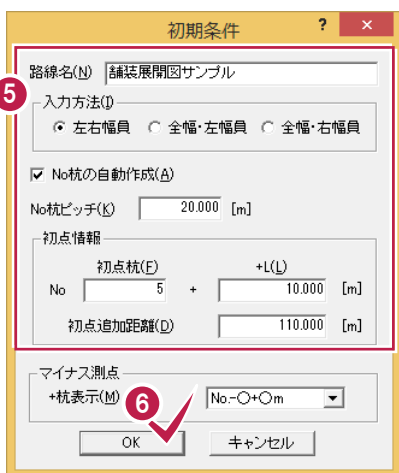 初期条件 ? ×
5
路線名(N) 舗装展開図サンプル
入力方法(I)
左右幅員 全幅・左幅員 全幅・右幅員
No杭の自動作成(A)
No杭ピッチ(K) 20.000 [m]
初点情報
初点杭(F) +L(L)
No 5 + 10.000 [m]
初点追加距離(D) 110.000 [m]
マイナス測点
+杭表示(M) No.-〇+〇m
6
OK キャンセル